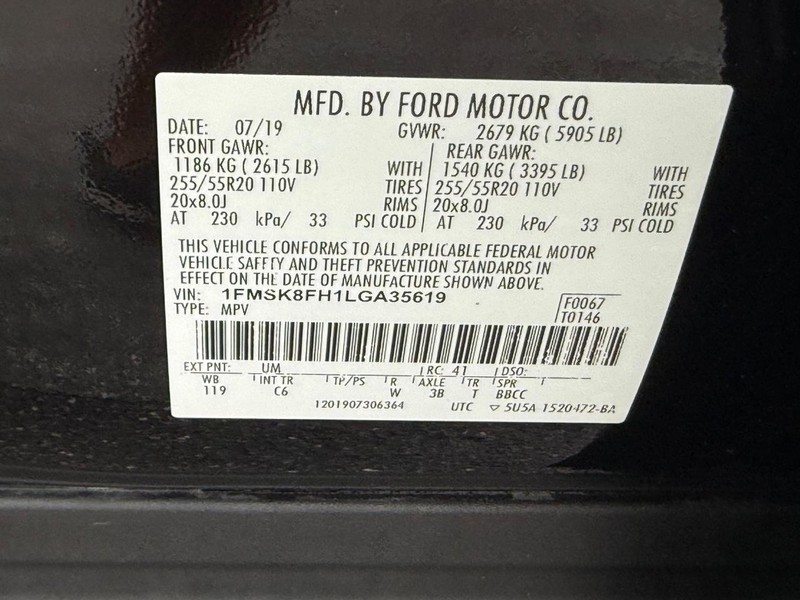 MFD. BY FORD MOTOR CO.
DATE: 07/19 GVWR: 2679 KG ( 5905 LB)
FRONT GAWR: REAR GAWR:
1186 KG ( 2615 LB) WITH 1540 KG ( 3395 LB) WITH
255/55R20 110V TIRES 255/55R20 110V TIRES
20x8.0J RIMS 20x8.0J RIMS
AT 230 kPa/ 33 PSI COLD AT 230 kPa/ 33 PSI COLD
THIS VEHICLE CONFORMS TO ALL APPLICABLE FEDERAL MOTOR
VEHICLE SAFETY AND THEFT PREVENTION STANDARDS IN
EFFECT ON THE DATE OF MANUFACTURE SHOWN ABOVE.
VIN: 1FMSK8FH1LGA35619 F0067
TYPE: MPV T0146
EXT PNT: UM RC: 41 DSO:
WB INT TR TP/PS R AXLE TR SPR
119 C6 W 3B T BBCC
1201907306364 UTC ▽ 5U5A 1520472-BA